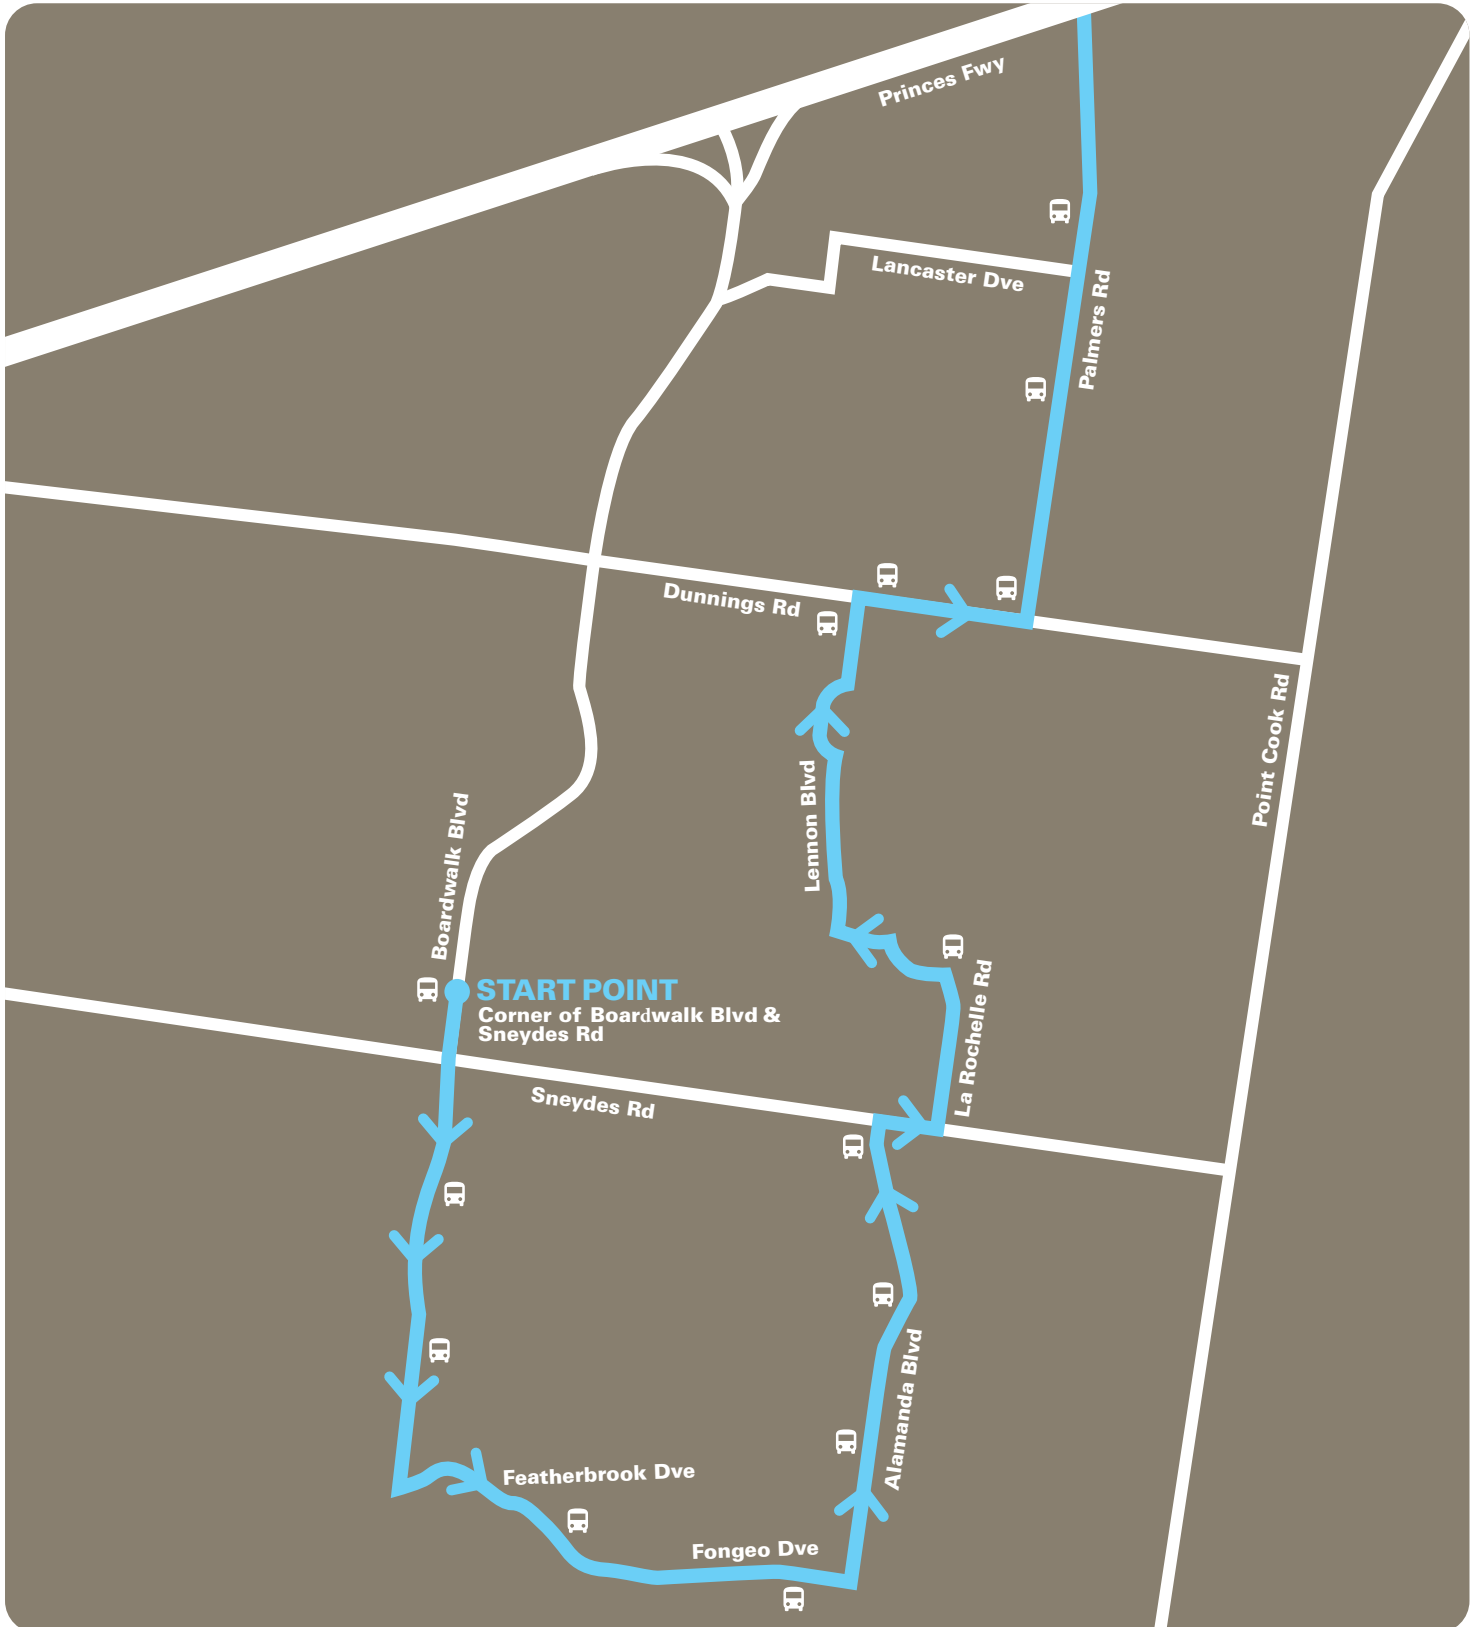 Princes Fwy
Lancaster Dve
Palmers Rd
Dunnings Rd
Point Cook Rd
Lennon Blvd
Boardwalk Blvd
START POINT
Corner of Boardwalk Blvd &
Sneydes Rd
La Rochelle Rd
Sneydes Rd
Alamanda Blvd
Featherbrook Dve
Fongeo Dve